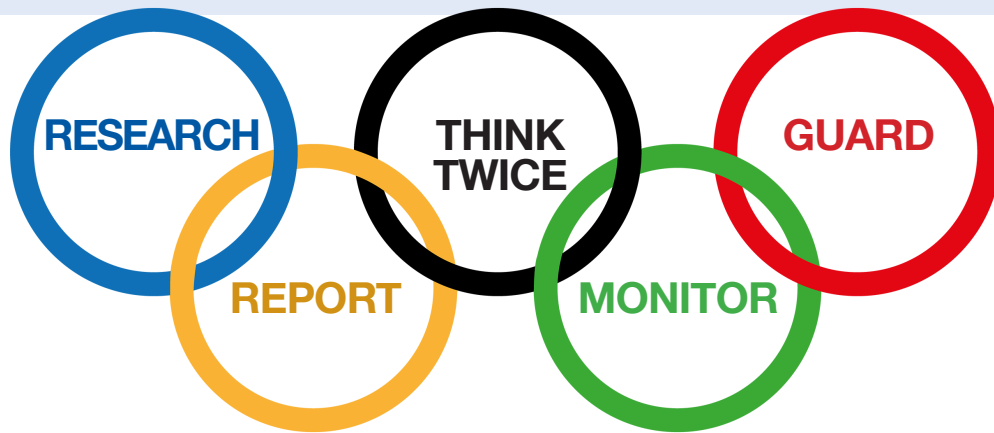 RESEARCH
THINK
TWICE
GUARD
REPORT
MONITOR